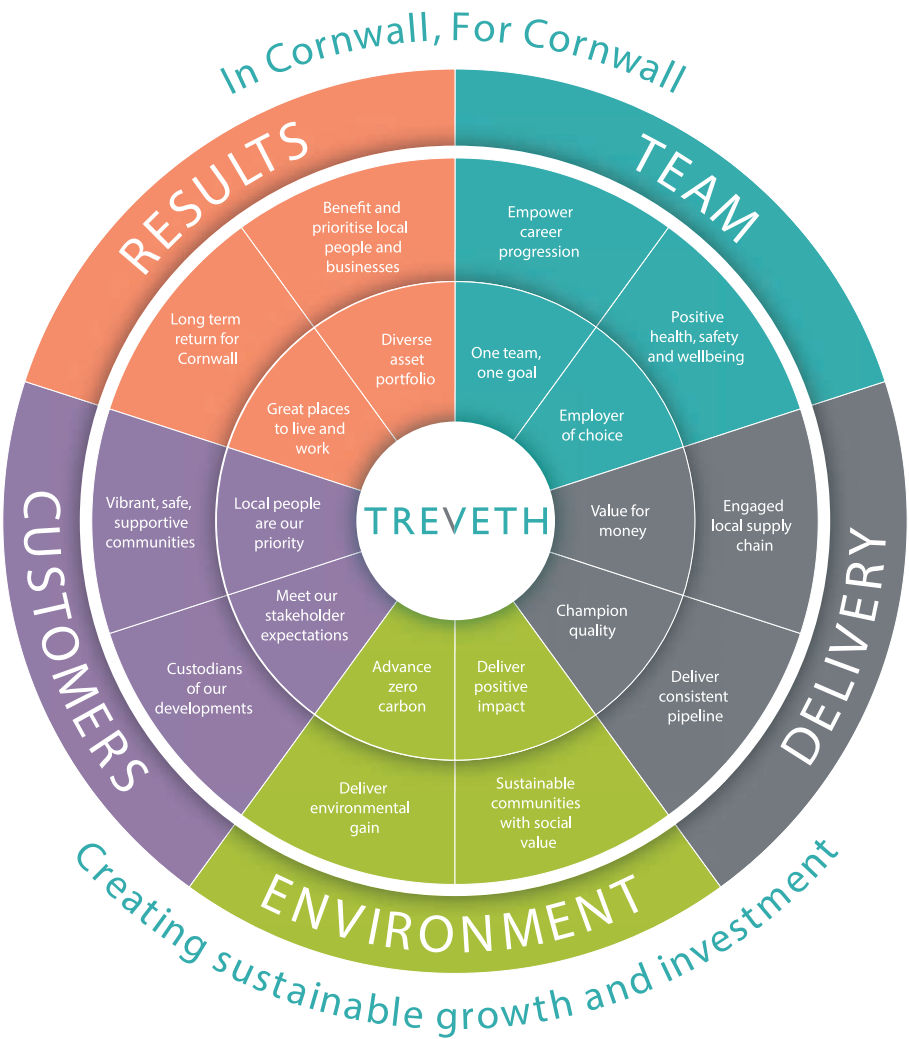 In Cornwall, For Cornwall
RESULTS
TEAM
Benefit and
prioritise local
people and
businesses
Empower
career
progression
Long term
return for
Cornwall
Diverse
asset
portfolio
One team,
one goal
Positive
health, safety
and wellbeing
Great places
to live and
work
Employer
of choice
CUSTOMERS
Vibrant, safe,
supportive
communities
Local people
are our
priority
TREVETH
Value for
money
Engaged
local supply
chain
DELIVERY
Meet our
stakeholder
expectations
Champion
quality
Custodians
of our
developments
Advance
zero
carbon
Deliver
positive
impact
Deliver
consistent
pipeline
Deliver
environmental
gain
Sustainable
communities
with social
value
ENVIRONMENT
Creating sustainable growth and investment